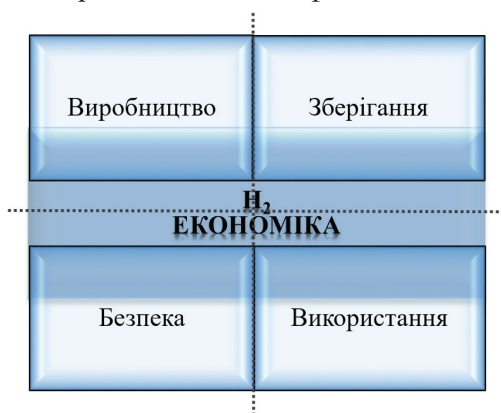 Виробництво
Зберігання
H₂
ЕКОНОМІКА
Безпека
Використання